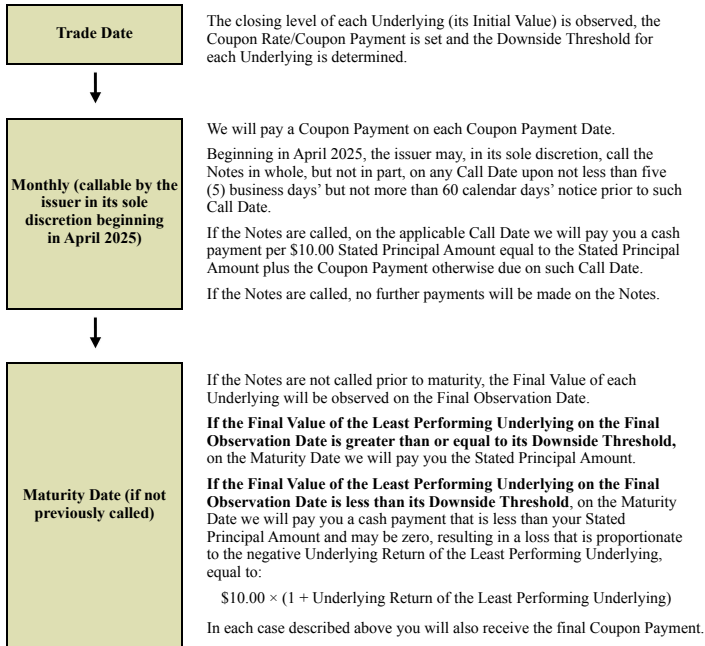 Trade Date
The closing level of each Underlying (its Initial Value) is observed, the
Coupon Rate/Coupon Payment is set and the Downside Threshold for
each Underlying is determined.
Monthly (callable by the
issuer in its sole
discretion beginning
in April 2025)
We will pay a Coupon Payment on each Coupon Payment Date.
Beginning in April 2025, the issuer may, in its sole discretion, call the
Notes in whole, but not in part, on any Call Date upon not less than five
(5) business days’ but not more than 60 calendar days’ notice prior to such
Call Date.
If the Notes are called, on the applicable Call Date we will pay you a cash
payment per $10.00 Stated Principal Amount equal to the Stated Principal
Amount plus the Coupon Payment otherwise due on such Call Date.
If the Notes are called, no further payments will be made on the Notes.
Maturity Date (if not
previously called)
If the Notes are not called prior to maturity, the Final Value of each
Underlying will be observed on the Final Observation Date.
If the Final Value of the Least Performing Underlying on the Final
Observation Date is greater than or equal to its Downside Threshold,
on the Maturity Date we will pay you the Stated Principal Amount.
If the Final Value of the Least Performing Underlying on the Final
Observation Date is less than its Downside Threshold, on the Maturity
Date we will pay you a cash payment that is less than your Stated
Principal Amount and may be zero, resulting in a loss that is proportionate
to the negative Underlying Return of the Least Performing Underlying,
equal to:
$10.00 × (1 + Underlying Return of the Least Performing Underlying)
In each case described above you will also receive the final Coupon Payment.